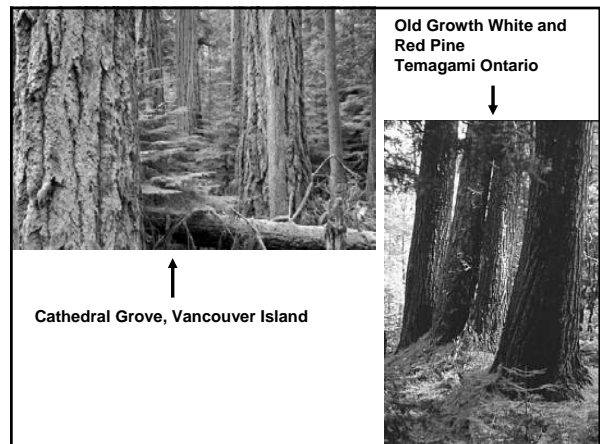 Old Growth White and
Red Pine
Temagami Ontario
Cathedral Grove, Vancouver Island